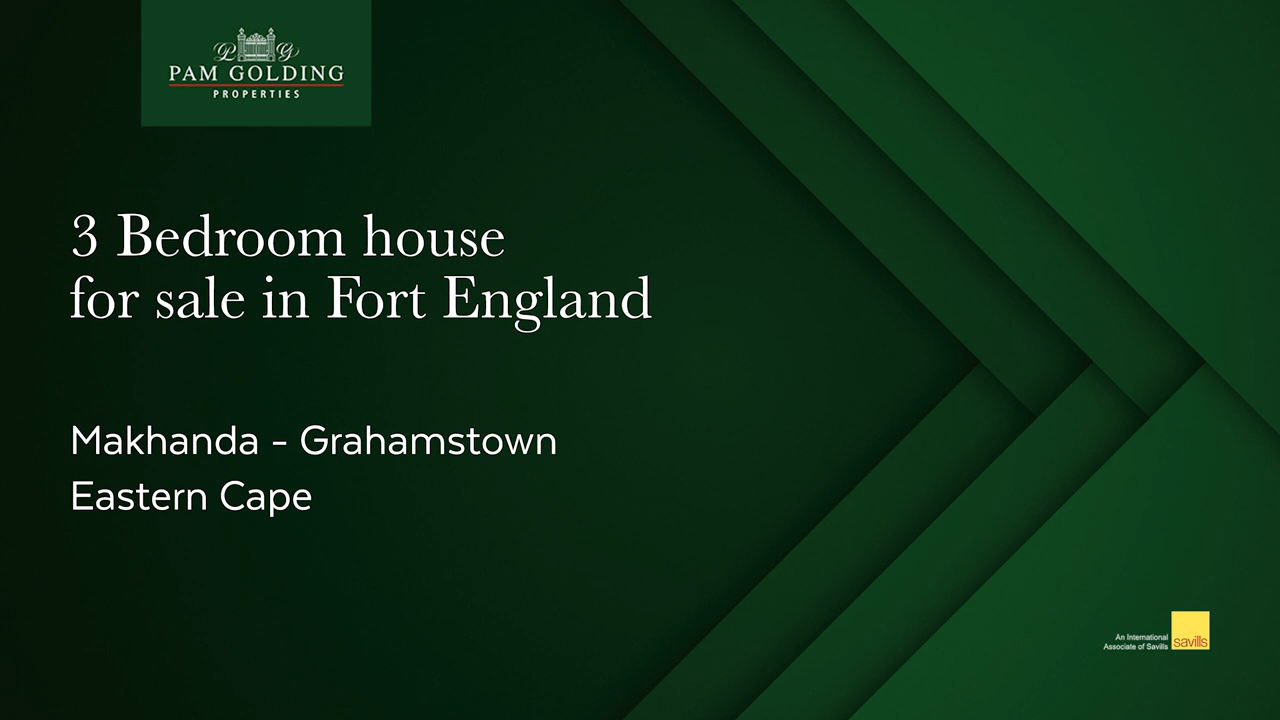 P G
PAM GOLDING
PROPERTIES
3 Bedroom house
for sale in Fort England
Makhanda - Grahamstown
Eastern Cape
An International
Associate of Savills
savills